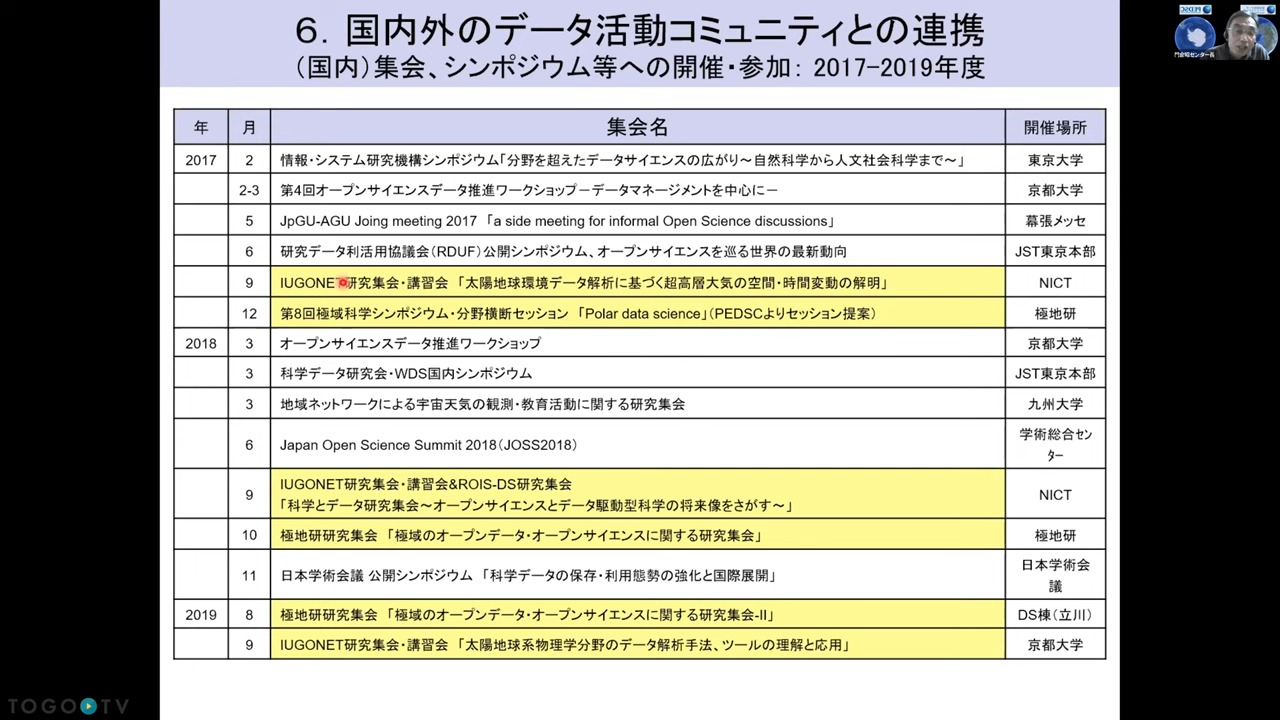 6．国内外のデータ活動コミュニティとの連携
（国内）集会、シンポジウム等への開催・参加： 2017-2019年度
PEDSC
門倉昭センター長
年 月 集会名 開催場所
2017 2 情報・システム研究機構シンポジウム「分野を超えたデータサイエンスの広がり～自然科学から人文社会科学まで～」 東京大学
2-3 第4回オープンサイエンスデータ推進ワークショップ－データマネージメントを中心に－ 京都大学
5 JpGU-AGU Joing meeting 2017 「a side meeting for informal Open Science discussions」 幕張メッセ
6 研究データ利活用協議会（RDUF）公開シンポジウム、オープンサイエンスを巡る世界の最新動向 JST東京本部
9 IUGONET研究集会・講習会 「太陽地球環境データ解析に基づく超高層大気の空間・時間変動の解明」 NICT
12 第8回極域科学シンポジウム・分野横断セッション 「Polar data science」（PEDSCよりセッション提案） 極地研
2018 3 オープンサイエンスデータ推進ワークショップ 京都大学
3 科学データ研究会・WDS国内シンポジウム JST東京本部
3 地域ネットワークによる宇宙天気の観測・教育活動に関する研究集会 九州大学
6 Japan Open Science Summit 2018（JOSS2018） 学術総合セン
ター
9 IUGONET研究集会・講習会&ROIS-DS研究集会 NICT
「科学とデータ研究集会～オープンサイエンスとデータ駆動型科学の将来像をさがす～」
10 極地研研究集会 「極域のオープンデータ・オープンサイエンスに関する研究集会」 極地研
11 日本学術会議 公開シンポジウム 「科学データの保存・利用態勢の強化と国際展開」 日本学術会
議
2019 8 極地研研究集会 「極域のオープンデータ・オープンサイエンスに関する研究集会-II」 DS棟（立川）
9 IUGONET研究集会・講習会 「太陽地球系物理学分野のデータ解析手法、ツールの理解と応用」 京都大学
TOGO TV